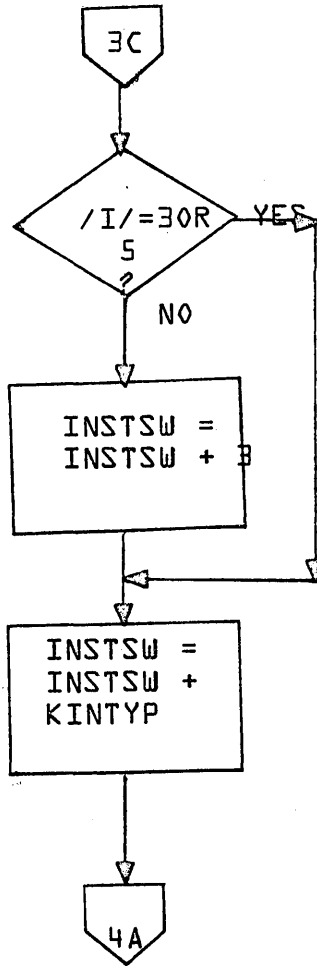 3C
/I/=3OR YES
5
?
NO
INSTSW =
INSTSW + 3
INSTSW =
INSTSW +
KINTYP
4A